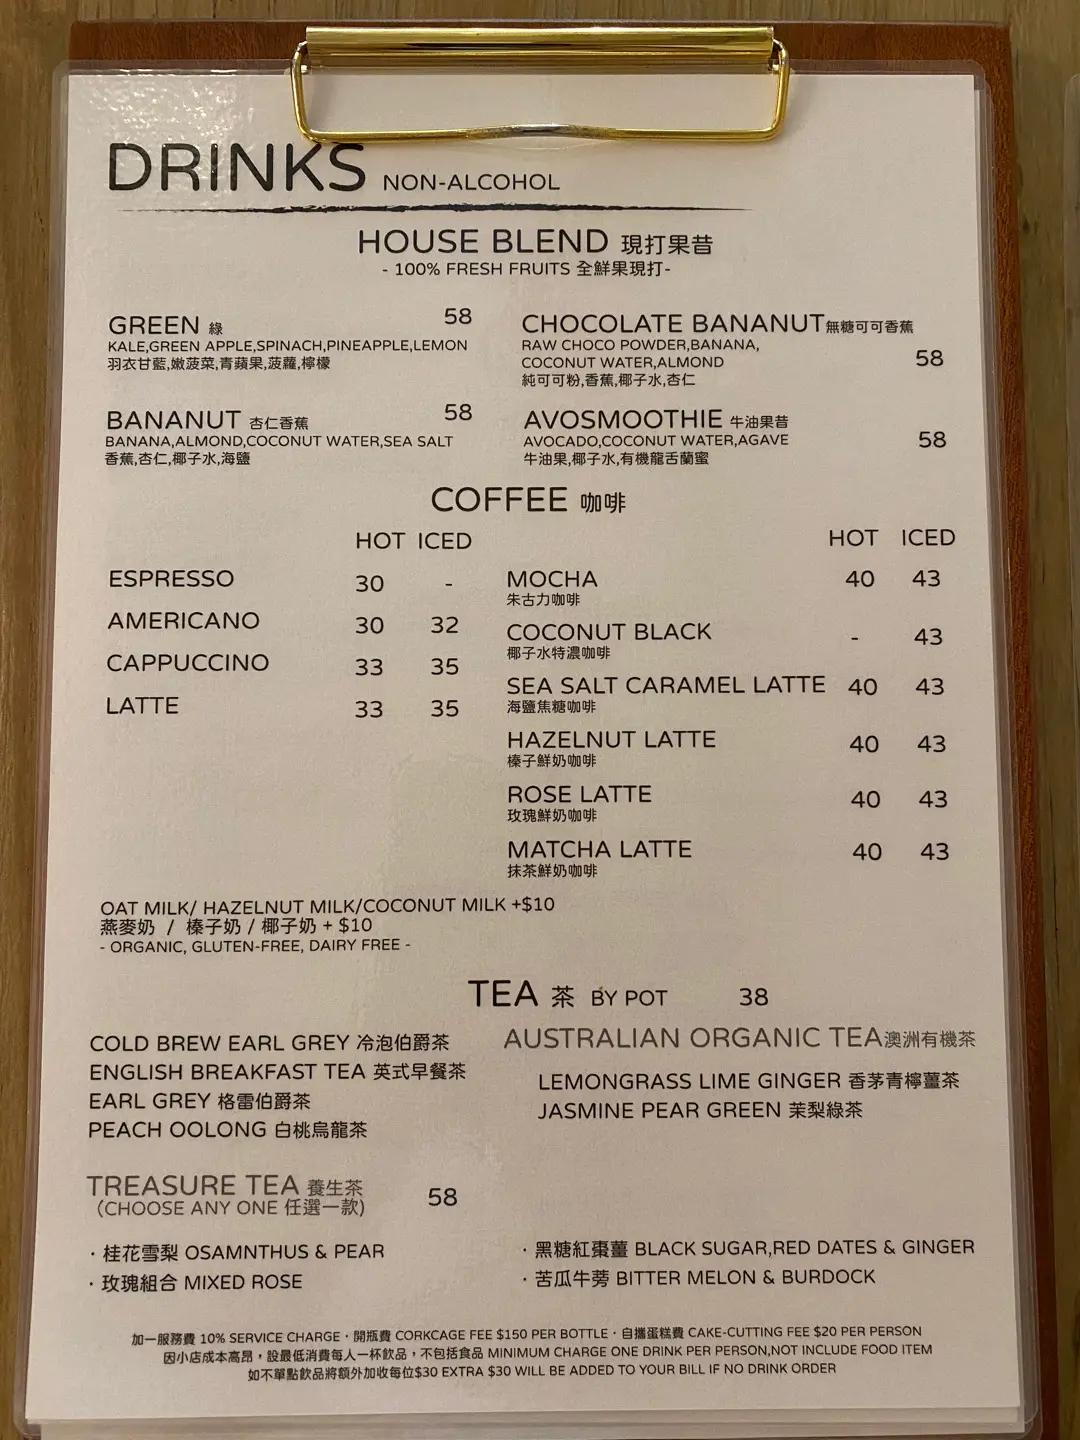 DRINKS NON-ALCOHOL
HOUSE BLEND 現打果昔
- 100% FRESH FRUITS 全鮮果現打-
GREEN 綠 58
KALE,GREEN APPLE,SPINACH,PINEAPPLE,LEMON
羽衣甘藍,嫩菠菜,青蘋果,菠蘿,檸檬
CHOCOLATE BANANUT無糖可可香蕉
RAW CHOCO POWDER,BANANA,
COCONUT WATER,ALMOND 58
純可可粉,香蕉,椰子水,杏仁
BANANUT 杏仁香蕉 58
BANANA,ALMOND,COCONUT WATER,SEA SALT
香蕉,杏仁,椰子水,海鹽
AVOSMOOTHIE 牛油果昔
AVOCADO,COCONUT WATER,AGAVE 58
牛油果,椰子水,有機龍舌蘭蜜
COFFEE 咖啡
HOT ICED
ESPRESSO 30 -
AMERICANO 30 32
CAPPUCCINO 33 35
LATTE 33 35
HOT ICED
MOCHA 40 43
朱古力咖啡
COCONUT BLACK - 43
椰子水特濃咖啡
SEA SALT CARAMEL LATTE 40 43
海鹽焦糖咖啡
HAZELNUT LATTE 40 43
榛子鮮奶咖啡
ROSE LATTE 40 43
玫瑰鮮奶咖啡
MATCHA LATTE 40 43
抹茶鮮奶咖啡
OAT MILK/ HAZELNUT MILK/COCONUT MILK +$10
燕麥奶 / 榛子奶 / 椰子奶 + $10
- ORGANIC, GLUTEN-FREE, DAIRY FREE -
TEA 茶 BY POT 38
COLD BREW EARL GREY 冷泡伯爵茶
ENGLISH BREAKFAST TEA 英式早餐茶
EARL GREY 格雷伯爵茶
PEACH OOLONG 白桃烏龍茶
AUSTRALIAN ORGANIC TEA澳洲有機茶
LEMONGRASS LIME GINGER 香茅青檸薑茶
JASMINE PEAR GREEN 茉梨綠茶
TREASURE TEA 養生茶 58
(CHOOSE ANY ONE 任選一款)
· 桂花雪梨 OSAMNTHUS & PEAR
· 玫瑰組合 MIXED ROSE
· 黑糖紅棗薑 BLACK SUGAR,RED DATES & GINGER
· 苦瓜牛蒡 BITTER MELON & BURDOCK
加一服務費 10% SERVICE CHARGE · 開瓶費 CORKCAGE FEE $150 PER BOTTLE · 自攜蛋糕費 CAKE-CUTTING FEE $20 PER PERSON
因小店成本高昂，設最低消費每人一杯飲品，不包括食品 MINIMUM CHARGE ONE DRINK PER PERSON,NOT INCLUDE FOOD ITEM
如不單點飲品將額外加收每位$30 EXTRA $30 WILL BE ADDED TO YOUR BILL IF NO DRINK ORDER